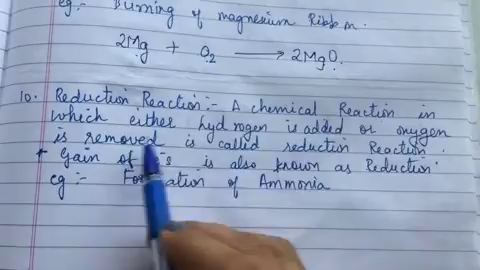 eg:- Burning of magnesium Ribbon.
2Mg + O2 → 2MgO.
10. Reduction Reaction:- A chemical Reaction in
which either hydrogen is added or oxygen
is removed is called reduction Reaction.
* Gain of is also known as Reduction
eg:- ation of Ammonia